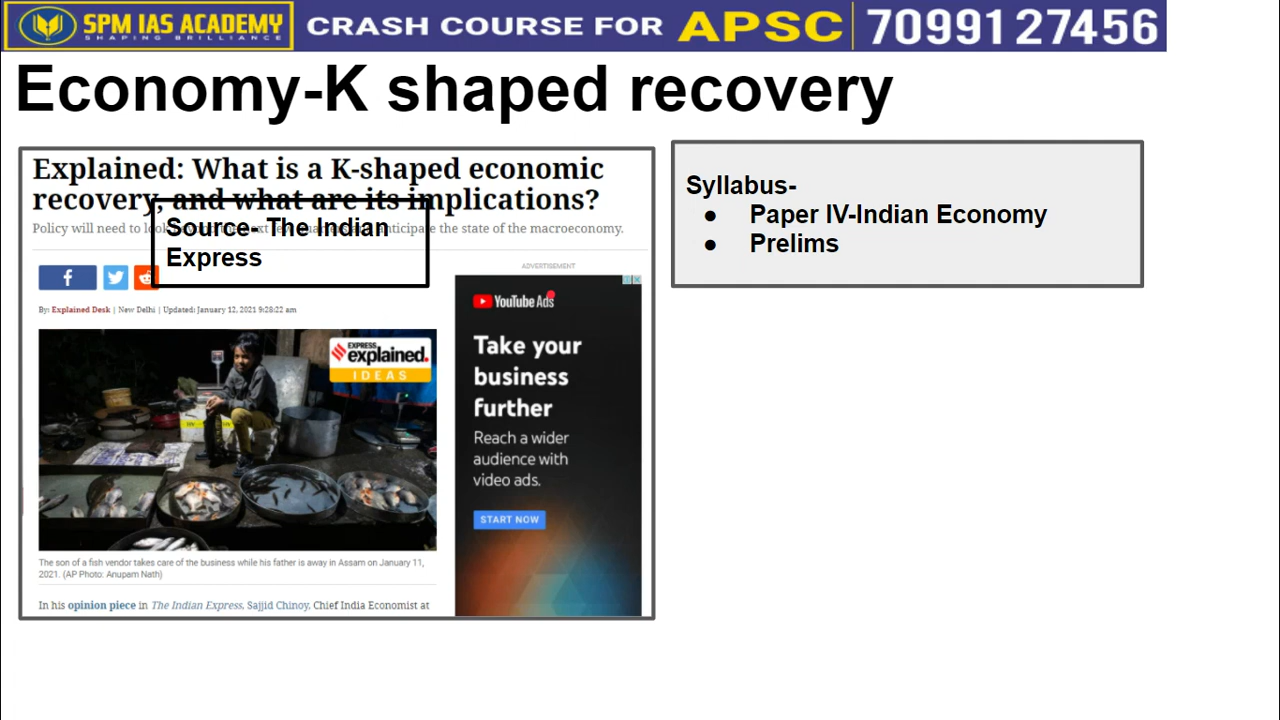 SPM IAS ACADEMY
SHAPING BRILLIANCE
CRASH COURSE FOR APSC 70991 27456
Economy-K shaped recovery
Explained: What is a K-shaped economic
recovery, and what are its implications?
Policy will need to look ext anticipate the state of the macroeconomy.
Source- The Indian
Express
By: Explained Desk | New Delhi | Updated: January 12, 2021 9:28:22 am
EXPRESS
explained.
IDEAS
The son of a fish vendor takes care of the business while his father is away in Assam on January 11,
2021. (AP Photo: Anupam Nath)
In his opinion piece in The Indian Express, Sajjid Chinoy, Chief India Economist at
ADVERTISEMENT
YouTube Ads
Take your
business
further
Reach a wider
audience with
video ads.
START NOW
Syllabus-
● Paper IV-Indian Economy
● Prelims